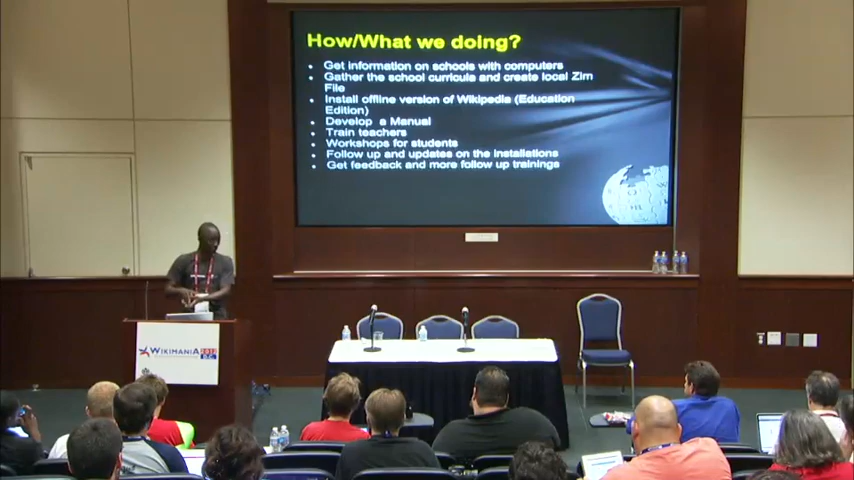 How/What we doing?
• Get information on schools with computers
• Gather the school curricula and create local Zim
File
• Install offline version of Wikipedia (Education
Edition)
• Develop a Manual
• Train teachers
• Workshops for students
• Follow up and updates on the installations
• Get feedback and more follow up trainings
WIKIMANIA 2012
D.C.